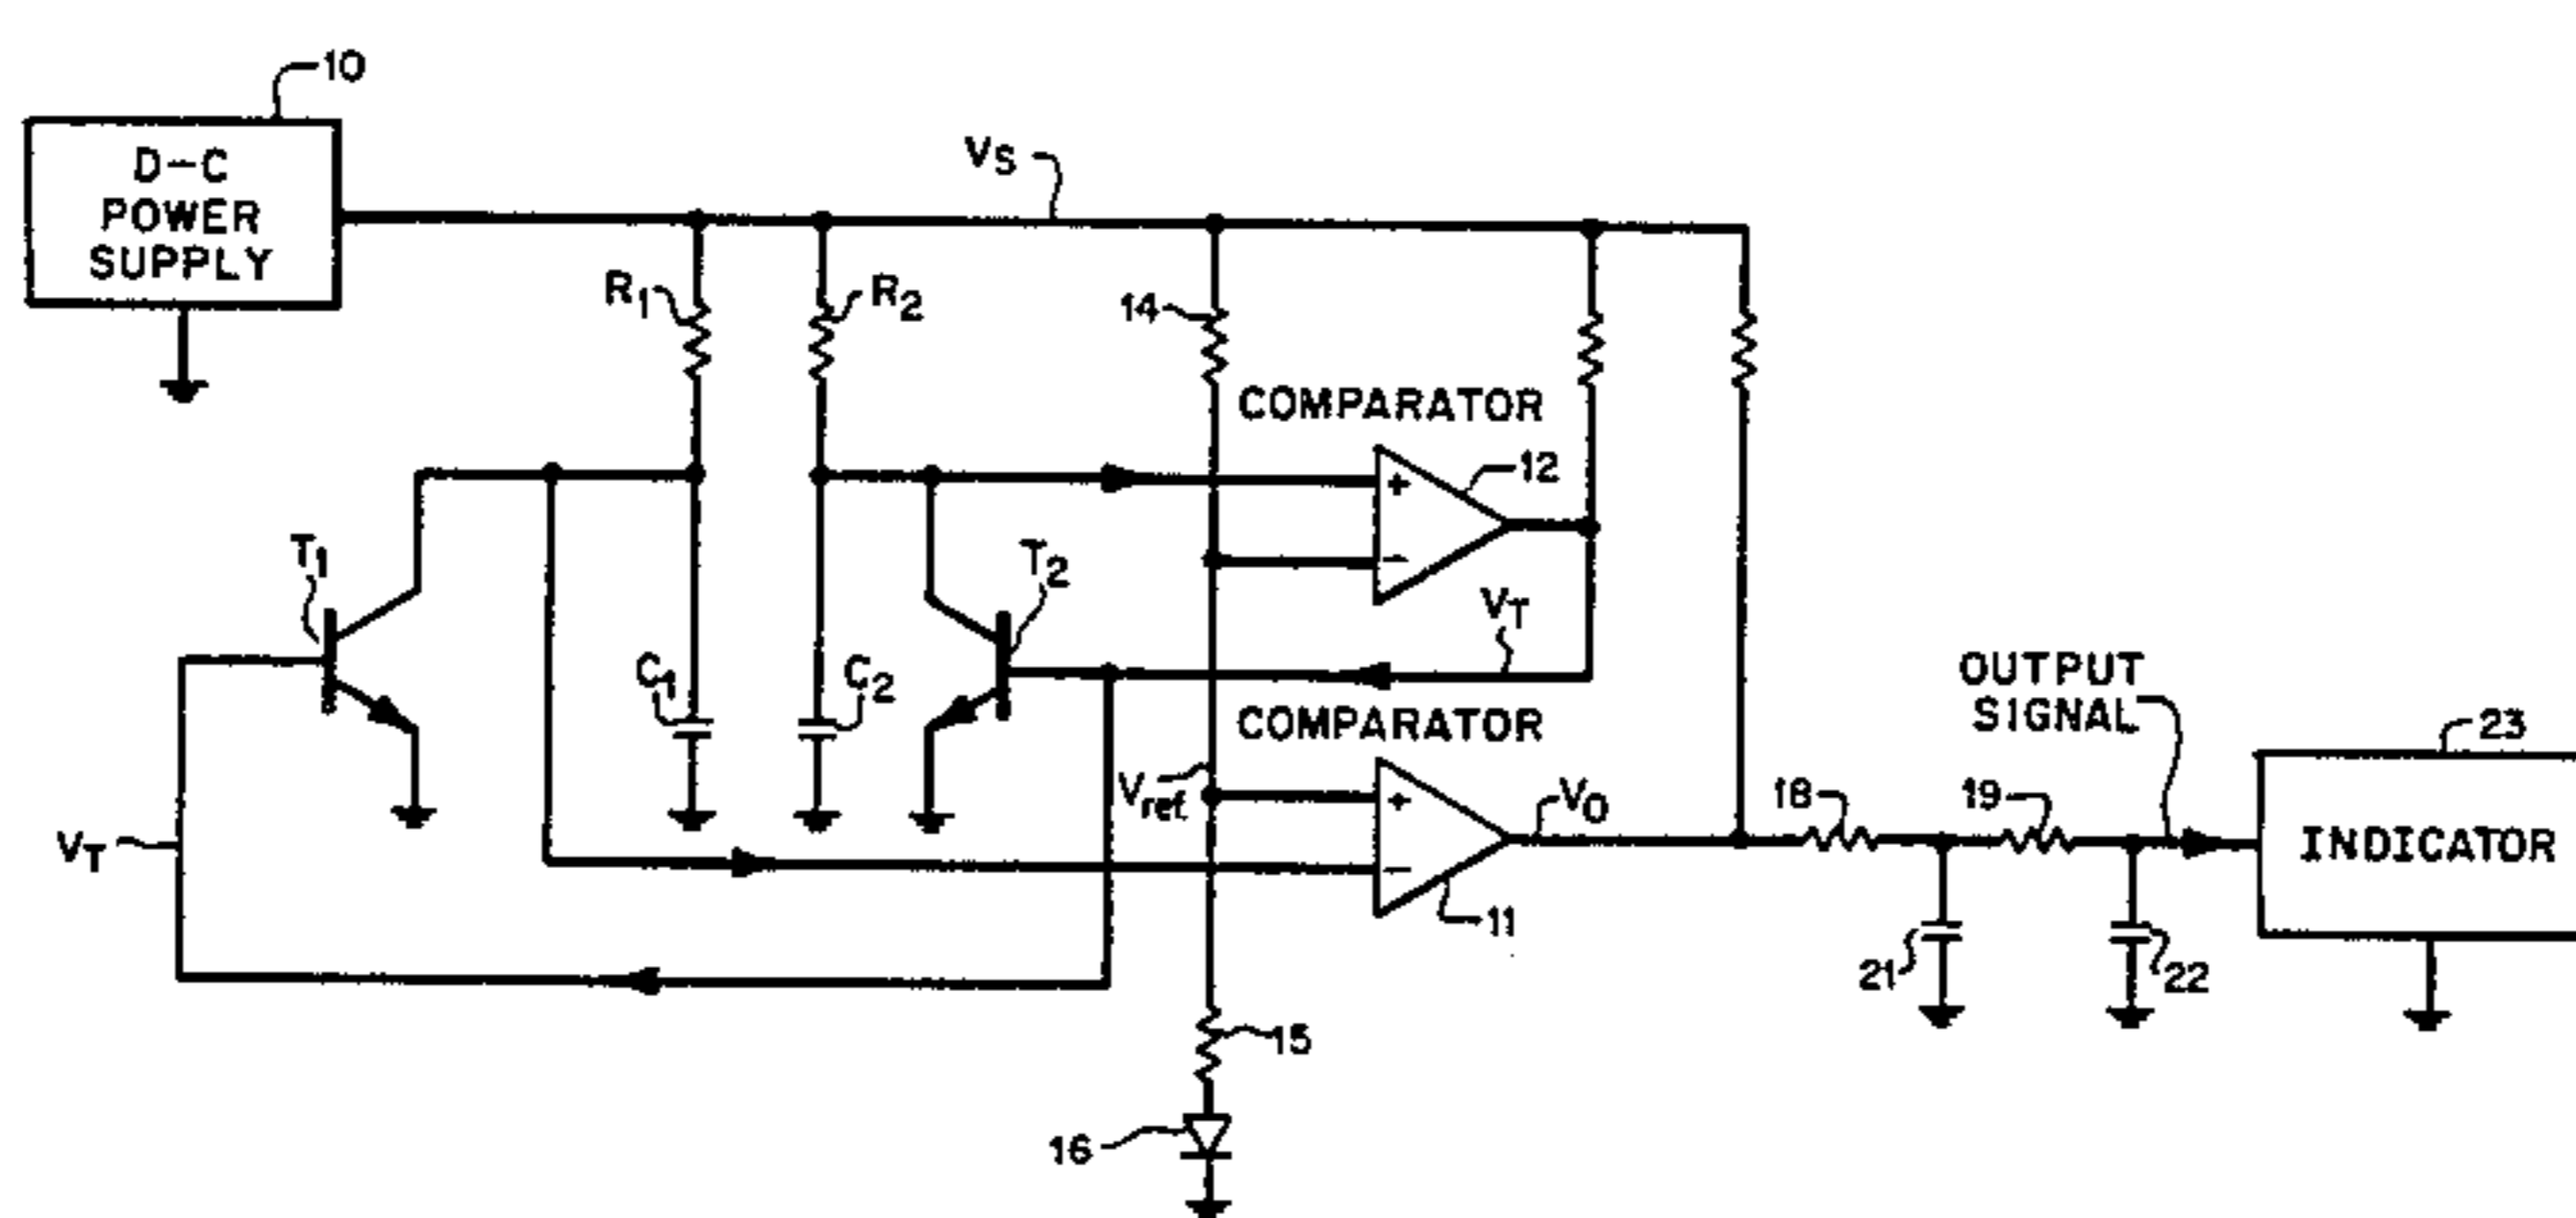 10
D-C
POWER
SUPPLY
VS
R1
R2
14
COMPARATOR
12
T1
T2
VT
C1
C2
COMPARATOR
OUTPUT
SIGNAL
23
Vref.
VO
18
19
VT
INDICATOR
11
21
22
15
16
+
−
+
−